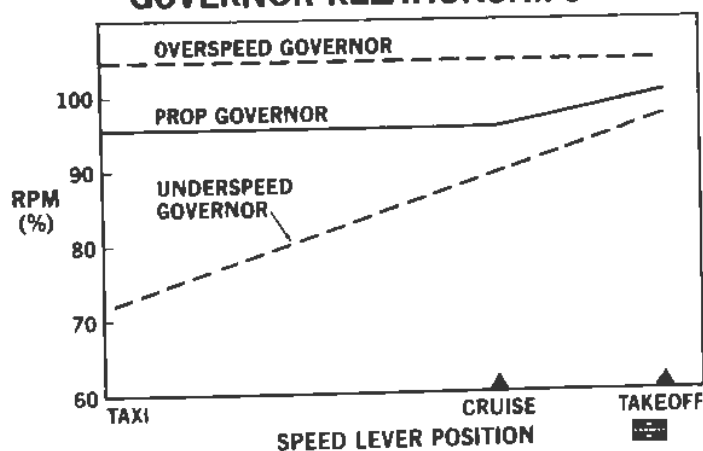 OVERSPEED GOVERNOR
100
PROP GOVERNOR
90
RPM
(%)
UNDERSPEED
GOVERNOR
80
70
60
TAXI
CRUISE
TAKEOFF
SPEED LEVER POSITION